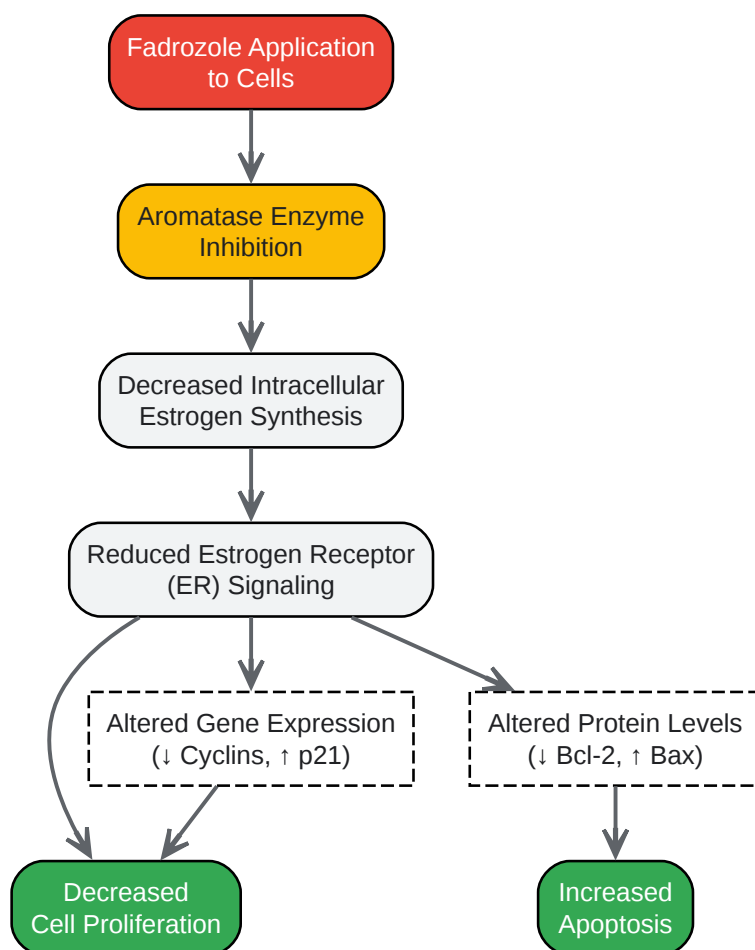 Fadrozole Application
to Cells
Aromatase Enzyme
Inhibition
Decreased Intracellular
Estrogen Synthesis
Reduced Estrogen Receptor
(ER) Signaling
Altered Gene Expression
(↓ Cyclins, ↑ p21)
Altered Protein Levels
(↓ Bcl-2, ↑ Bax)
Decreased
Cell Proliferation
Increased
Apoptosis